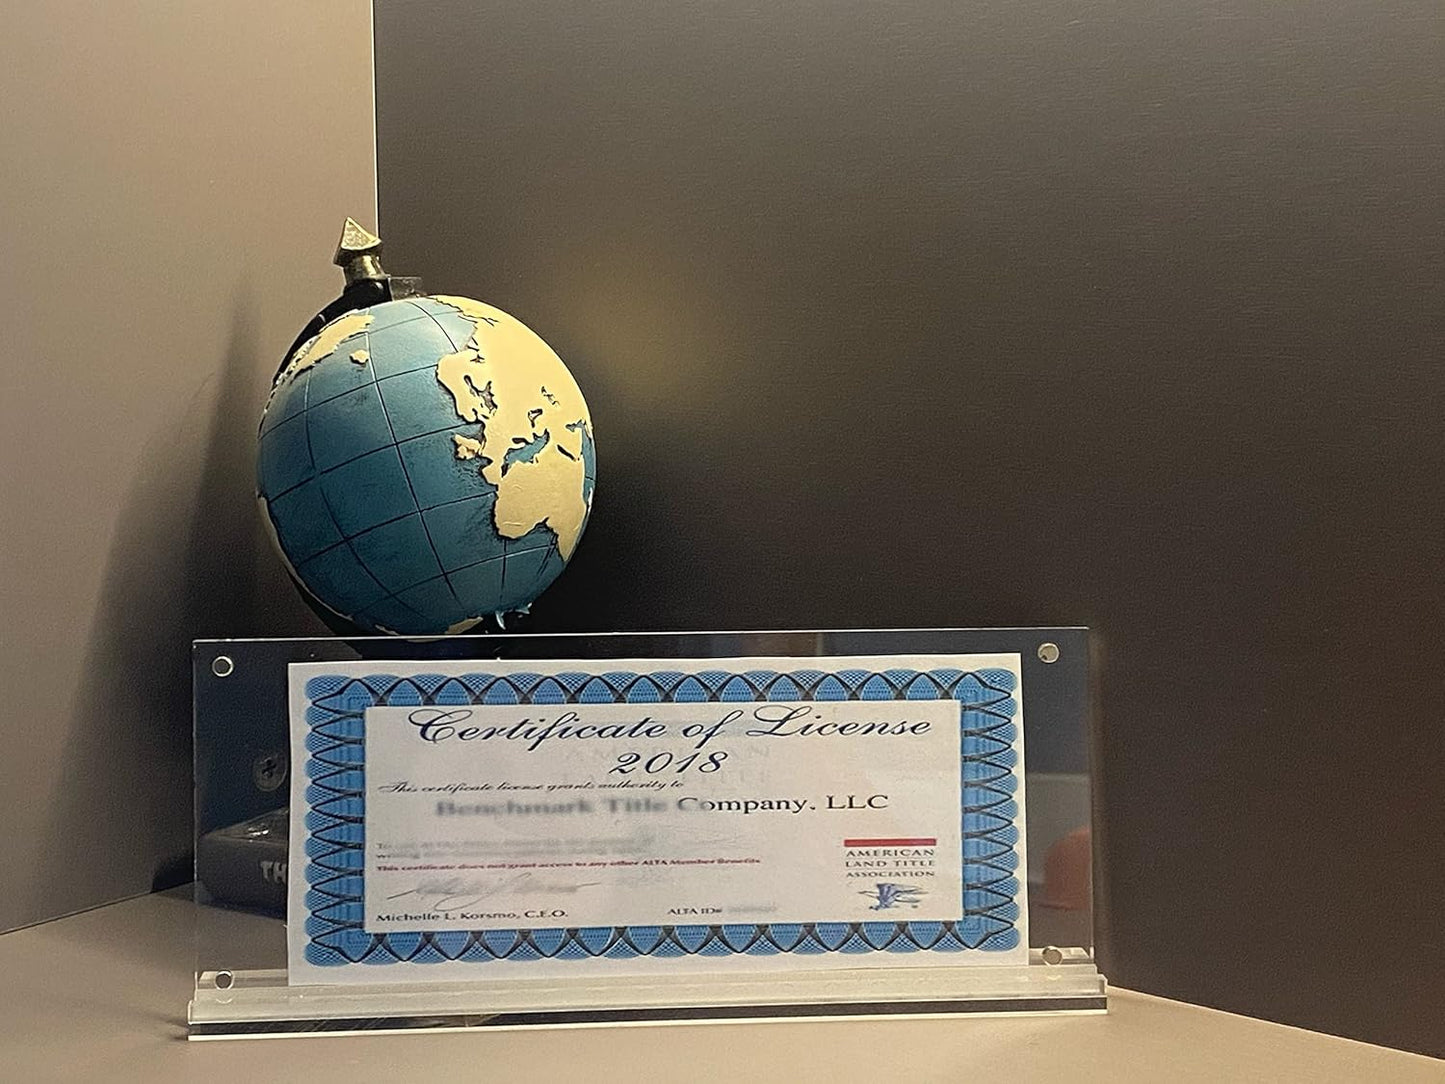 Certificate of License
2018
This certificate license grants authority to
Benchmark Title Company, LLC
This certificate does not grant access to any other ALTA Member Benefits
AMERICAN
LAND TITLE
ASSOCIATION
Michelle L. Korsmo, C.E.O.
ALTA ID#
TH